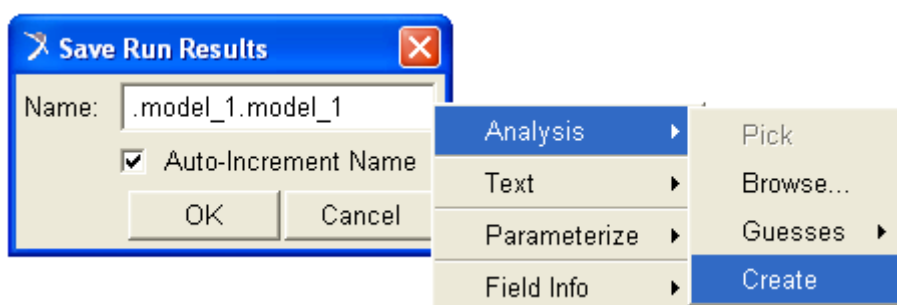 Save Run Results
Name: .model_1.model_1
Auto-Increment Name
OK Cancel
Analysis
Text
Parameterize
Field Info
Pick
Browse...
Guesses
Create